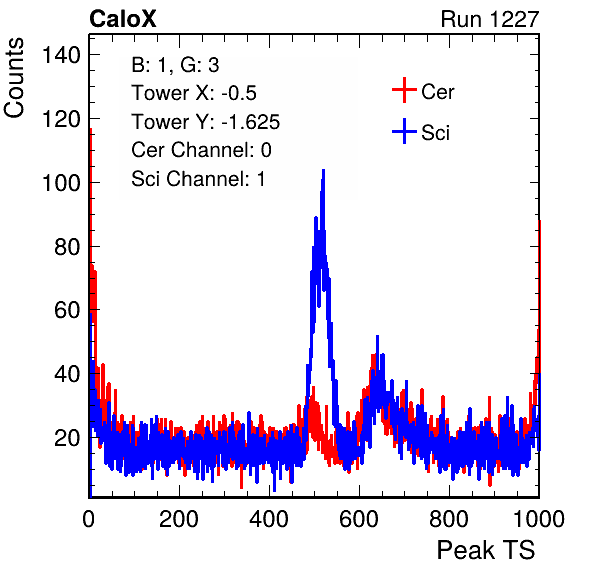 CaloX Run 1227
Counts
140
120
100
80
60
40
20
B: 1, G: 3
Tower X: -0.5
Tower Y: -1.625
Cer Channel: 0
Sci Channel: 1
Cer
Sci
0 200 400 600 800 1000
Peak TS